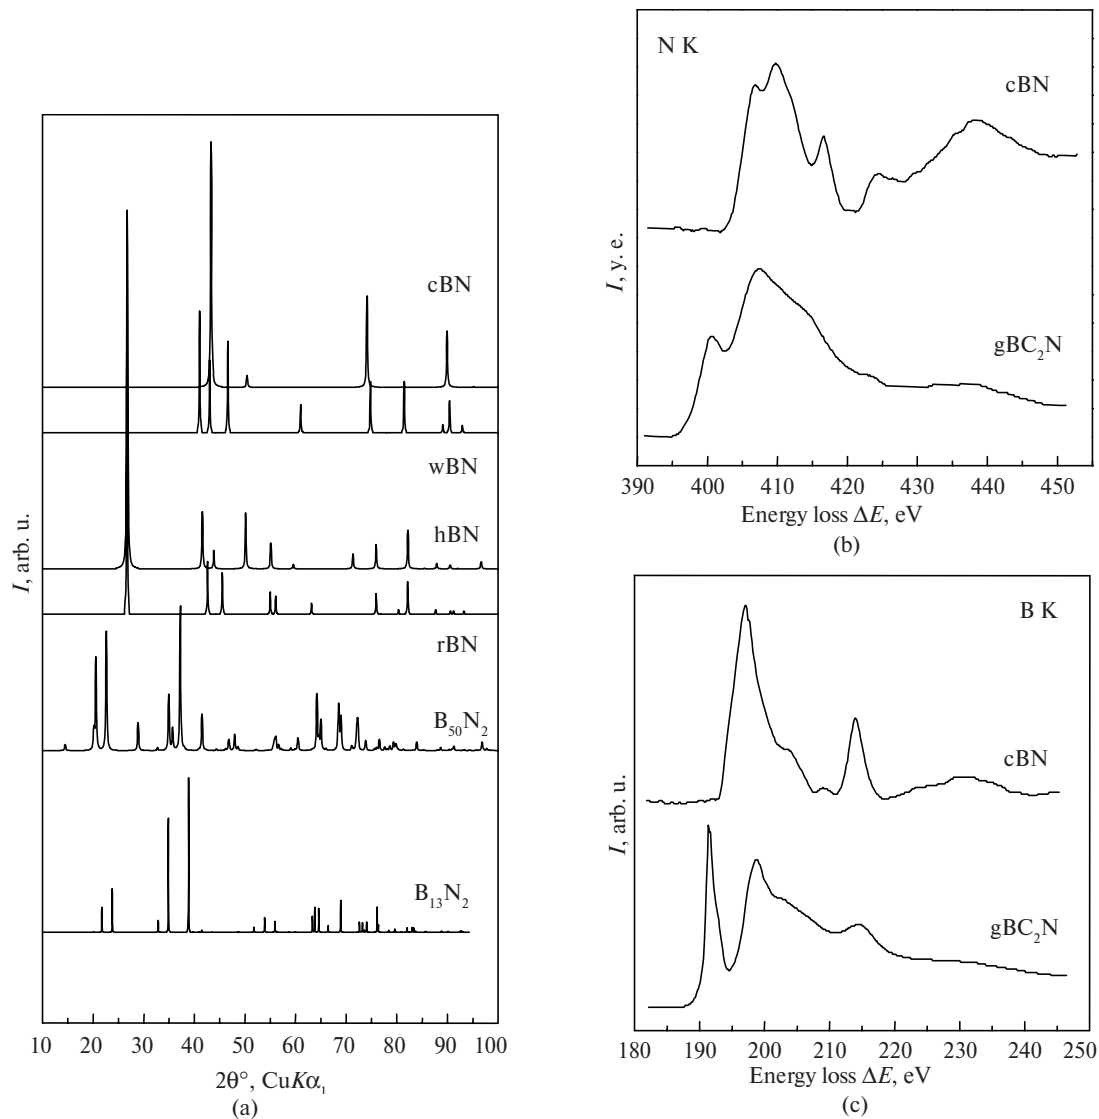 cBN
wBN
hBN
rBN
B₅₀N₂
B₁₃N₂
I, arb. u.
10 20 30 40 50 60 70 80 90 100
2θ°, CuKα₁
(a)
N K
cBN
gBC₂N
I, y. e.
390 400 410 420 430 440 450
Energy loss ΔE, eV
(b)
B K
cBN
gBC₂N
I, arb. u.
180 190 200 210 220 230 240 250
Energy loss ΔE, eV
(c)